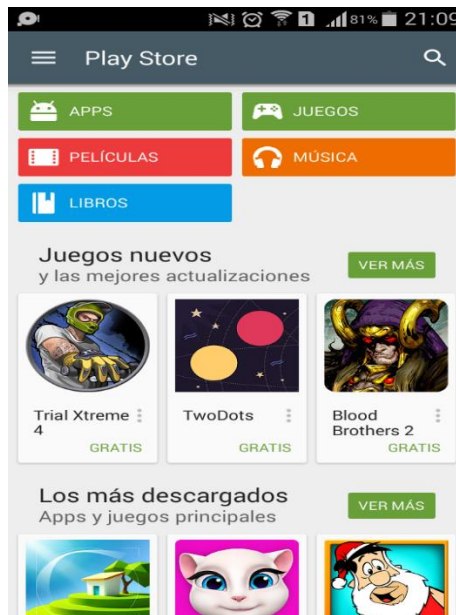 1 81% 21:09
Play Store
APPS
JUEGOS
PELÍCULAS
MÚSICA
LIBROS
Juegos nuevos
y las mejores actualizaciones
VER MÁS
Trial Xtreme
4
GRATIS
TwoDots
GRATIS
Blood
Brothers 2
GRATIS
Los más descargados
Apps y juegos principales
VER MÁS